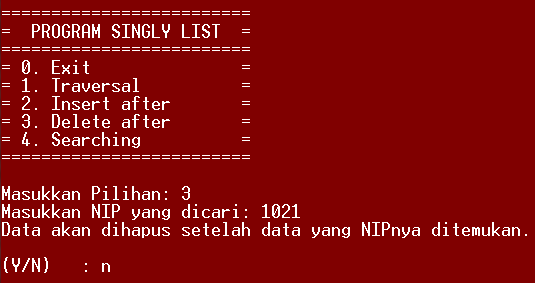 =========================
=  PROGRAM SINGLY LIST  =
=========================
= 0. Exit               =
= 1. Traversal          =
= 2. Insert after       =
= 3. Delete after       =
= 4. Searching          =
=========================
Masukkan Pilihan: 3
Masukkan NIP yang dicari: 1021
Data akan dihapus setelah data yang NIPnya ditemukan.
(Y/N)   : n